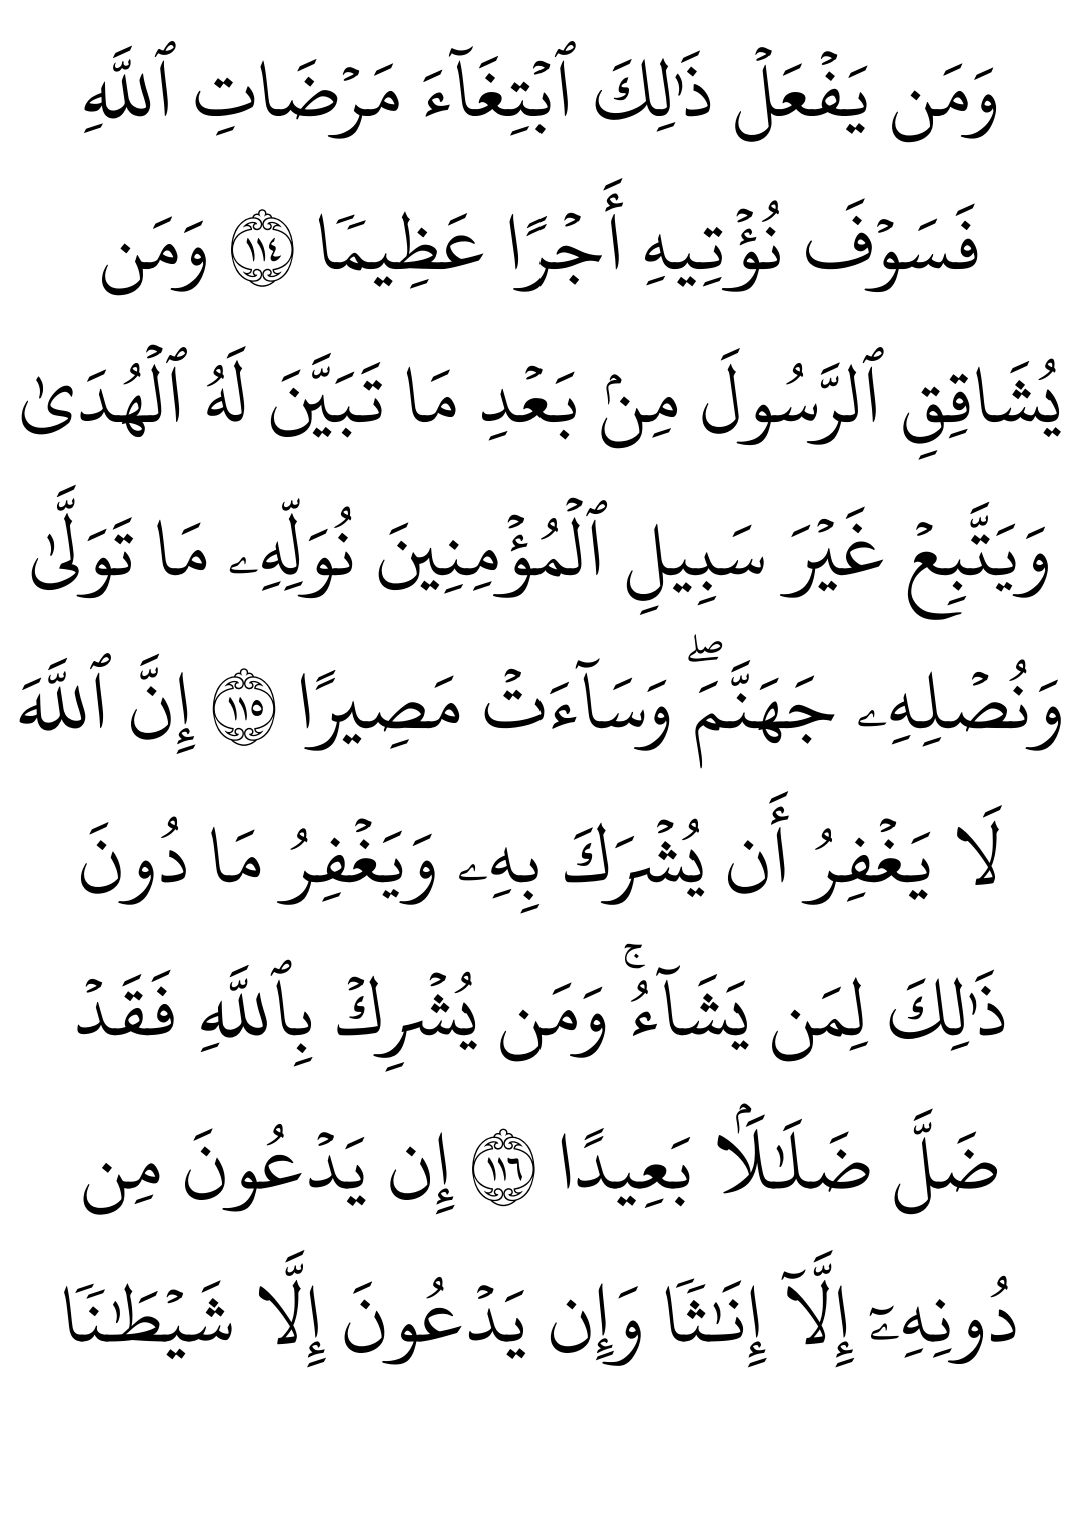 وَمَن يَفۡعَلۡ ذَٰلِكَ ٱبۡتِغَآءَ مَرۡضَاتِ ٱللَّهِ
فَسَوۡفَ نُؤۡتِيهِ أَجۡرًا عَظِيمٗا ١١٤ وَمَن
يُشَاقِقِ ٱلرَّسُولَ مِنۢ بَعۡدِ مَا تَبَيَّنَ لَهُ ٱلۡهُدَىٰ
وَيَتَّبِعۡ غَيۡرَ سَبِيلِ ٱلۡمُؤۡمِنِينَ نُوَلِّهِۦ مَا تَوَلَّىٰ
وَنُصۡلِهِۦ جَهَنَّمَۖ وَسَآءَتۡ مَصِيرًا ١١٥ إِنَّ ٱللَّهَ
لَا يَغۡفِرُ أَن يُشۡرَكَ بِهِۦ وَيَغۡفِرُ مَا دُونَ
ذَٰلِكَ لِمَن يَشَآءُۚ وَمَن يُشۡرِكۡ بِٱللَّهِ فَقَدۡ
ضَلَّ ضَلَٰلَۢا بَعِيدًا ١١٦ إِن يَدۡعُونَ مِن
دُونِهِۦٓ إِلَّآ إِنَٰثٗا وَإِن يَدۡعُونَ إِلَّا شَيۡطَٰنٗا